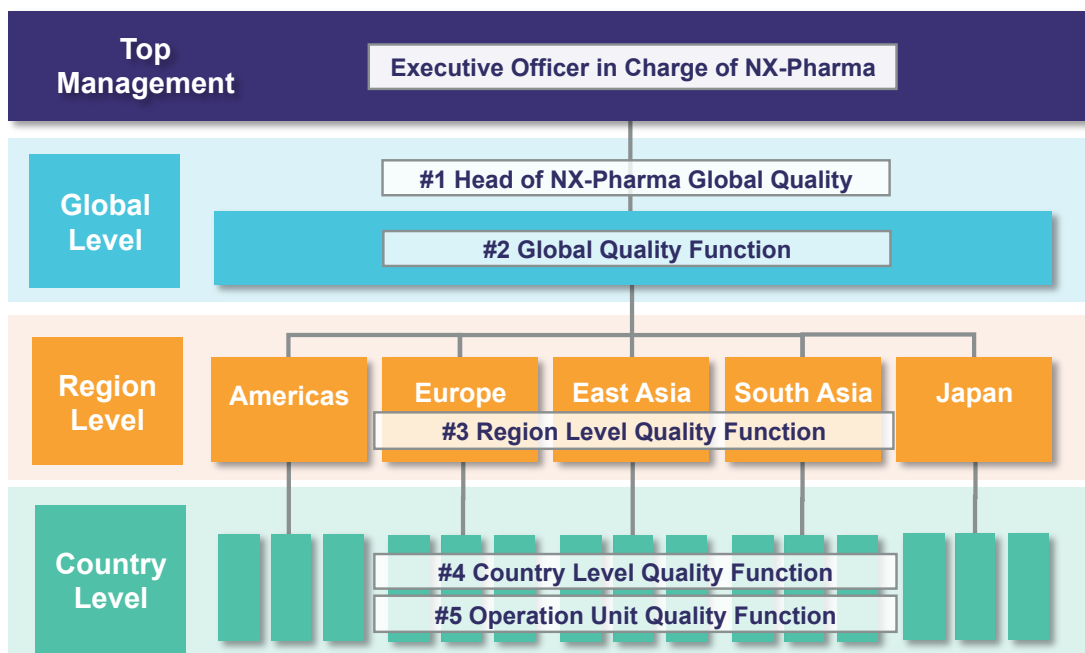 Top
Management
Executive Officer in Charge of NX-Pharma
Global
Level
#1 Head of NX-Pharma Global Quality
#2 Global Quality Function
Region
Level
Americas
Europe
East Asia
South Asia
Japan
#3 Region Level Quality Function
Country
Level
#4 Country Level Quality Function
#5 Operation Unit Quality Function